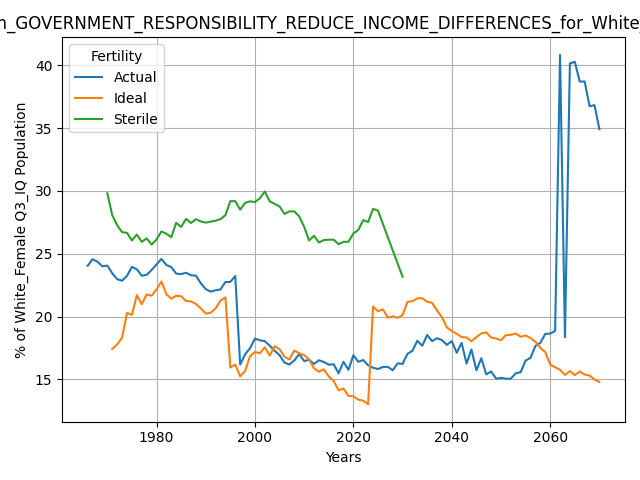 n_GOVERNMENT_RESPONSIBILITY_REDUCE_INCOME_DIFFERENCES_for_White_
Fertility
Actual
Ideal
Sterile
% of White_Female Q3_IQ Population
40
35
30
25
20
15
1980
2000
2020
2040
2060
Years